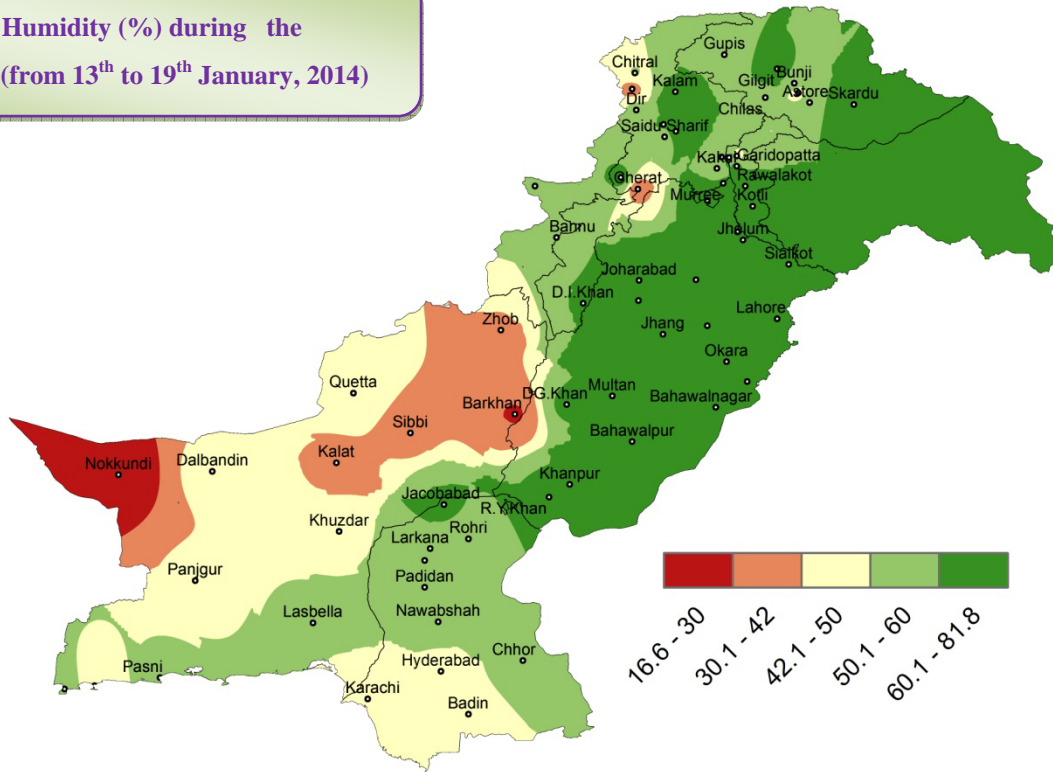 Humidity (%) during the
(from 13th to 19th January, 2014)
Gupis
Chitral
Kalam
Gilgit
Bunji
Dir
Astore
Skardu
Chilas
Saidu Sharif
Garidopatta
Cherat
Rawalakot
Murree
Kotli
Bannu
Jhelum
Sialkot
Joharabad
D.I.Khan
Lahore
Zhob
Jhang
Okara
Quetta
DG.Khan
Multan
Barkhan
Bahawalnagar
Sibbi
Bahawalpur
Nokkundi
Dalbandin
Kalat
Khanpur
Jacobabad
R.Y.Khan
Khuzdar
Rohri
Larkana
Panjgur
Padidan
Lasbella
Nawabshah
Chhor
Pasni
Hyderabad
Karachi
Badin
16.6 - 30
30.1 - 42
42.1 - 50
50.1 - 60
60.1 - 81.8